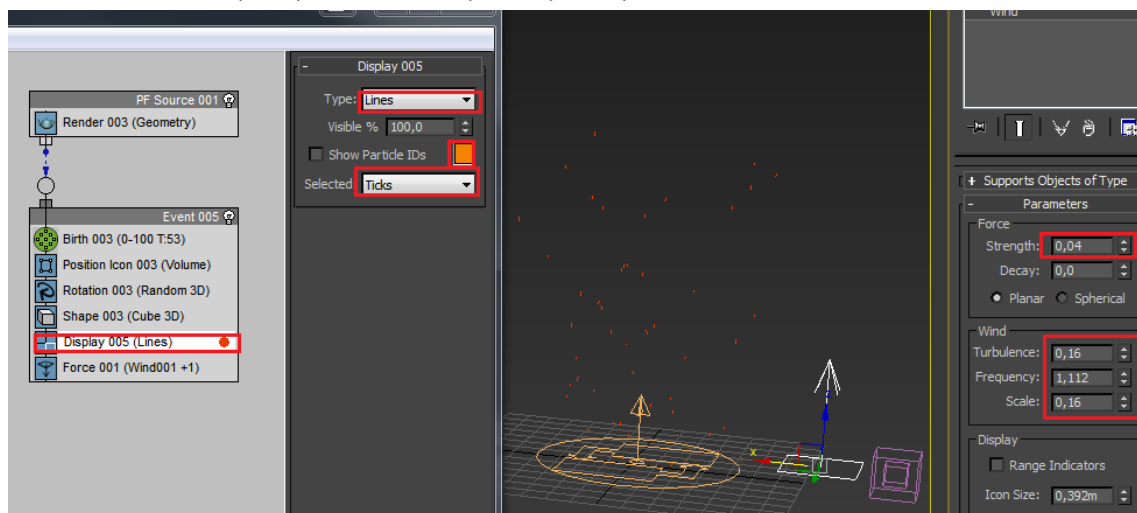 PF Source 001
Render 003 (Geometry)
Event 005
Birth 003 (0-100 T:53)
Position Icon 003 (Volume)
Rotation 003 (Random 3D)
Shape 003 (Cube 3D)
Display 005 (Lines)
Force 001 (Wind001 +1)
- Display 005
Type: Lines
Visible % 100,0
Show Particle IDs
Selected Ticks
x
Wind
+ Supports Objects of Type
- Parameters
Force
Strength: 0,04
Decay: 0,0
Planar Spherical
Wind
Turbulence: 0,16
Frequency: 1,112
Scale: 0,16
Display
Range Indicators
Icon Size: 0,392m